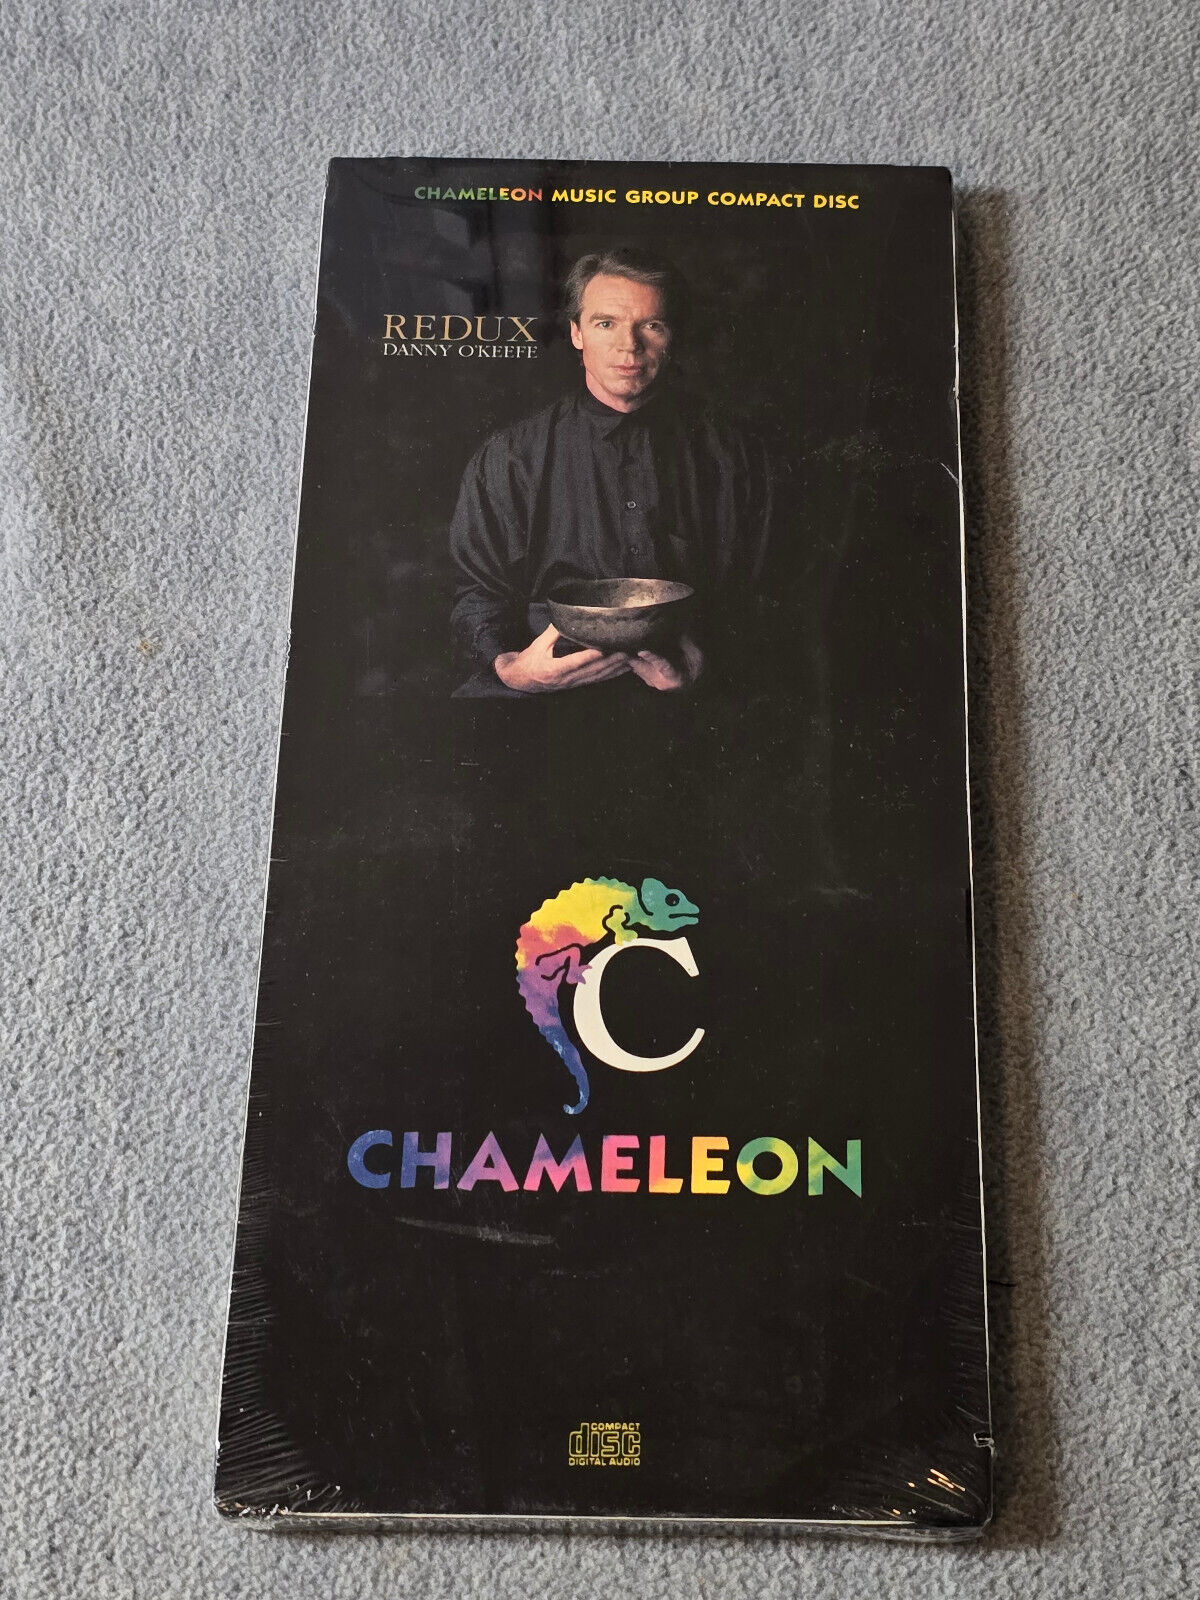 CHAMELEON MUSIC GROUP COMPACT DISC
REDUX
DANNY O'KEEFE
C
CHAMELEON
COMPACT
disc
DIGITAL AUDIO